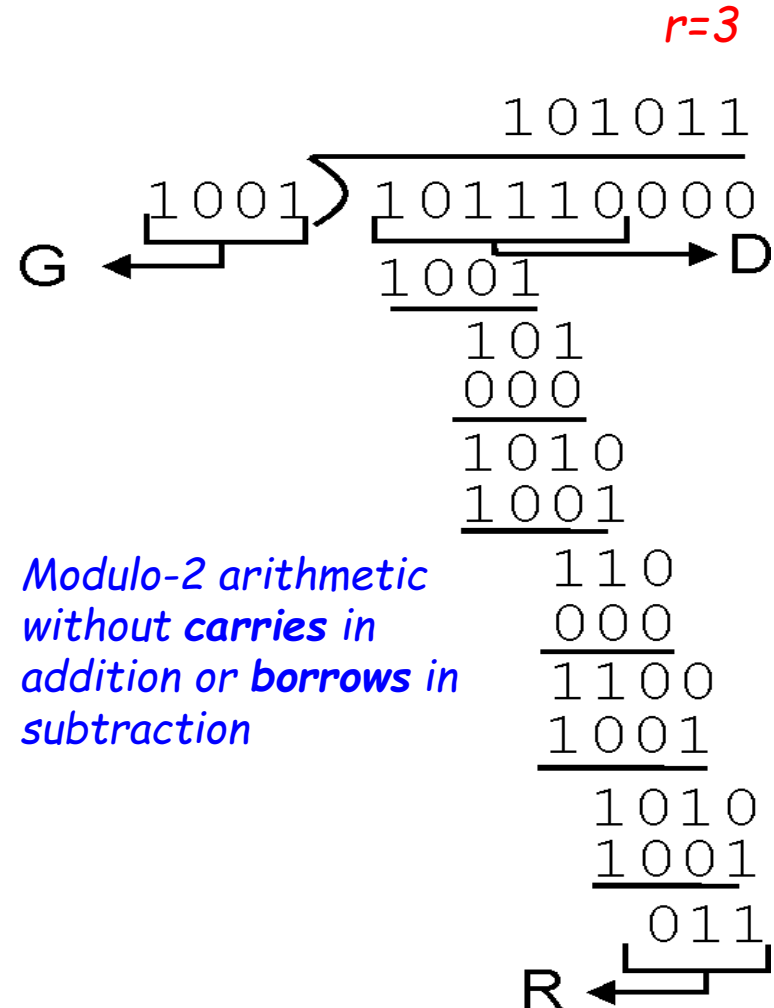 r=3
101011
1001 101110000
G D
1001
101
000
1010
1001
110
000
1100
1001
1010
1001
011
R
Modulo-2 arithmetic
without carries in
addition or borrows in
subtraction